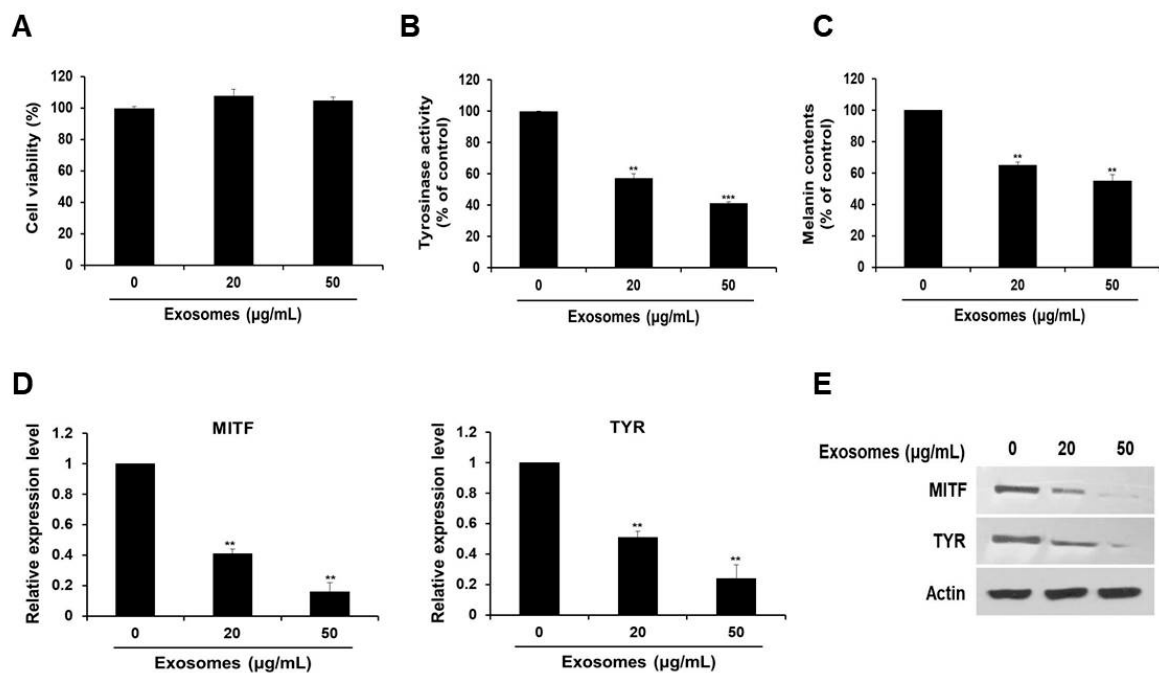 A
Cell viability (%)
120
100
80
60
40
20
0
0 20 50
Exosomes (µg/mL)
B
Tyrosinase activity
(% of control)
120
100
80
60
40
20
0
**
***
0 20 50
Exosomes (µg/mL)
C
Melanin contents
(% of control)
120
100
80
60
40
20
0
**
**
0 20 50
Exosomes (µg/mL)
D
MITF
Relative expression level
1.2
1
0.8
0.6
0.4
0.2
0
**
**
0 20 50
Exosomes (µg/mL)
TYR
Relative expression level
1.2
1
0.8
0.6
0.4
0.2
0
**
**
0 20 50
Exosomes (µg/mL)
E
Exosomes (µg/mL) 0 20 50
MITF
TYR
Actin